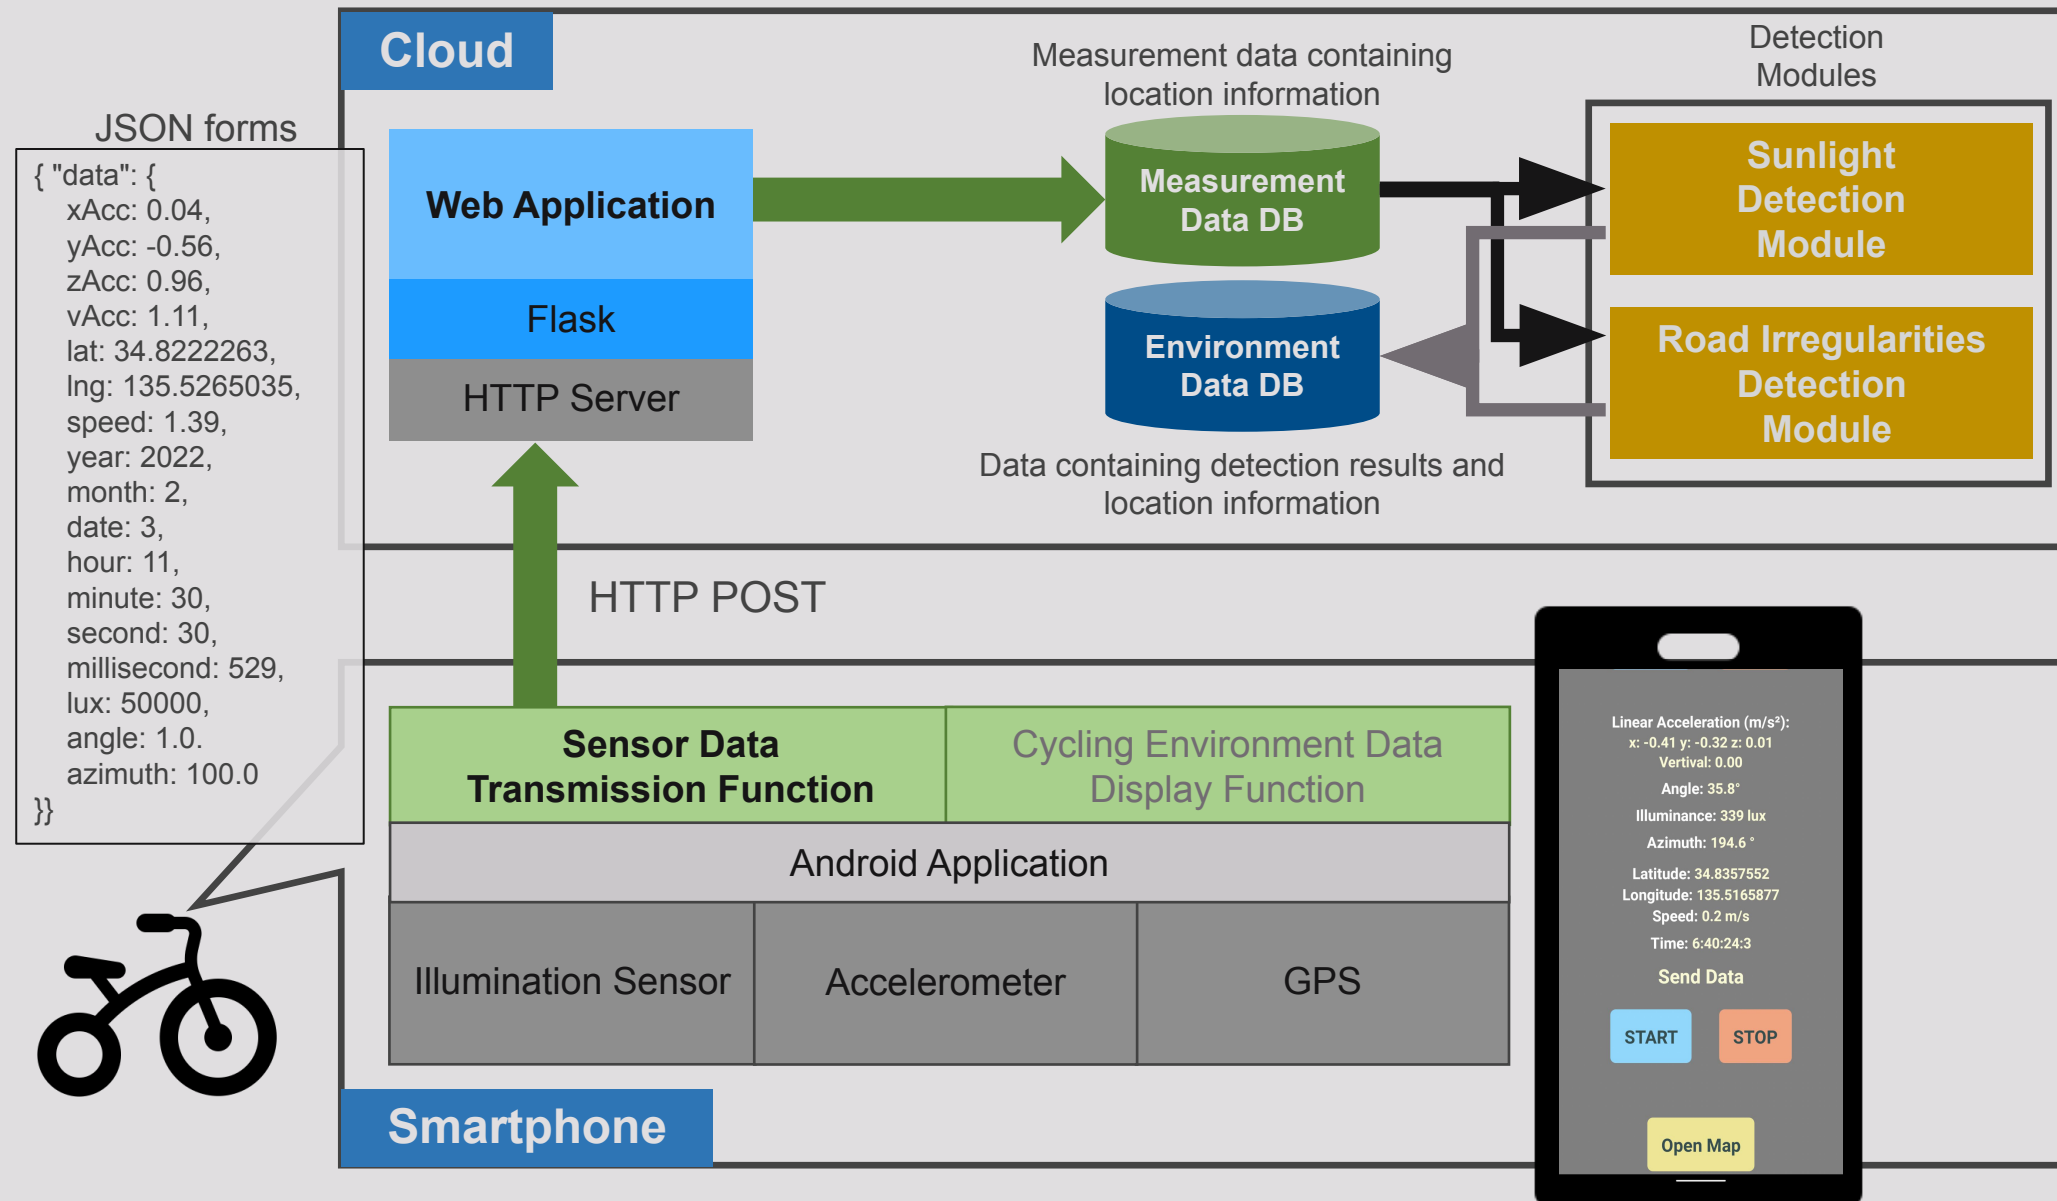 Cloud
JSON forms
{ "data": {
xAcc: 0.04,
yAcc: -0.56,
zAcc: 0.96,
vAcc: 1.11,
lat: 34.8222263,
lng: 135.5265035,
speed: 1.39,
year: 2022,
month: 2,
date: 3,
hour: 11,
minute: 30,
second: 30,
millisecond: 529,
lux: 50000,
angle: 1.0.
azimuth: 100.0
}}
Web Application
Flask
HTTP Server
Measurement data containing
location information
Measurement
Data DB
Environment
Data DB
Data containing detection results and
location information
Detection
Modules
Sunlight
Detection
Module
Road Irregularities
Detection
Module
HTTP POST
Sensor Data
Transmission Function
Cycling Environment Data
Display Function
Android Application
Illumination Sensor
Accelerometer
GPS
Smartphone
Linear Acceleration (m/s²):
x: -0.41 y: -0.32 z: 0.01
Vertival: 0.00
Angle: 35.8°
Illuminance: 339 lux
Azimuth: 194.6 °
Latitude: 34.8357552
Longitude: 135.5165877
Speed: 0.2 m/s
Time: 6:40:24:3
Send Data
START
STOP
Open Map